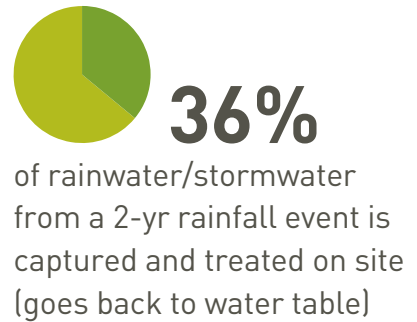 36%
of rainwater/stormwater
from a 2-yr rainfall event is
captured and treated on site
(goes back to water table)